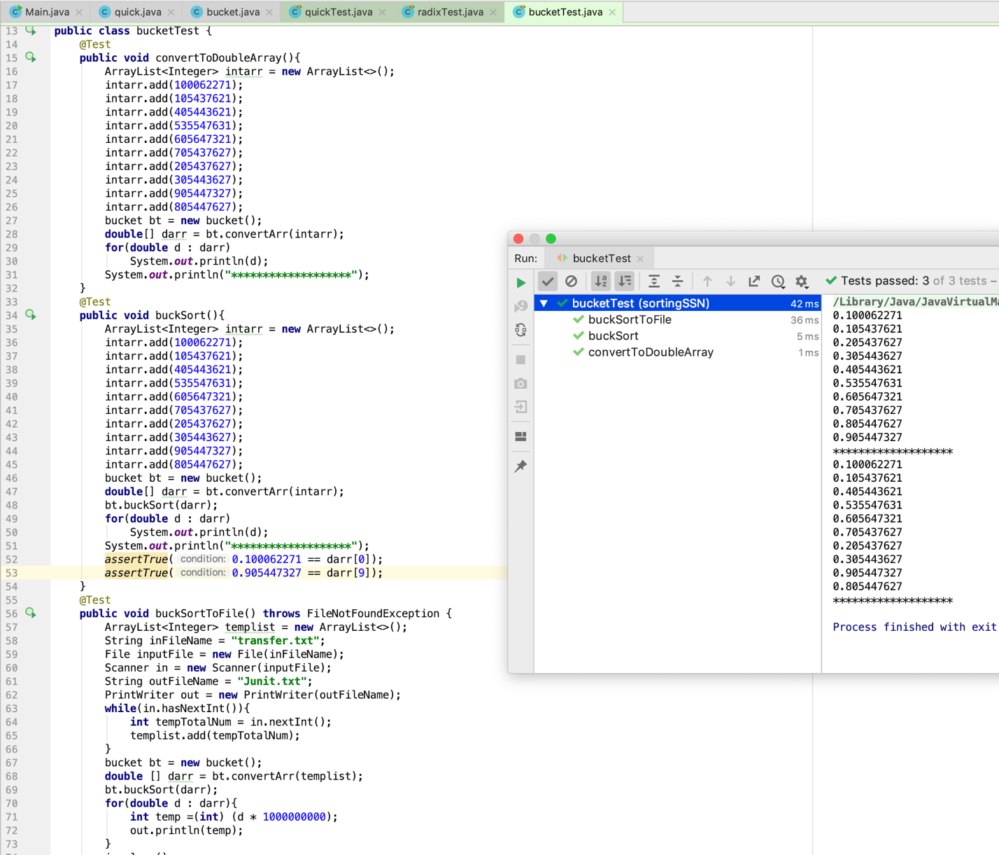 Main.java
quick.java
bucket.java
quickTest.java
radixTest.java
bucketTest.java
13 public class bucketTest {
14 @Test
15 public void convertToDoubleArray(){
16 ArrayList<Integer> intarr = new ArrayList<>();
17 intarr.add(100062271);
18 intarr.add(105437621);
19 intarr.add(405443621);
20 intarr.add(535547631);
21 intarr.add(605647321);
22 intarr.add(705437627);
23 intarr.add(205437627);
24 intarr.add(305443627);
25 intarr.add(905447327);
26 intarr.add(805447627);
27 bucket bt = new bucket();
28 double[] darr = bt.convertArr(intarr);
29 for(double d : darr)
30 System.out.println(d);
31 System.out.println("*******************");
32 }
33 @Test
34 public void buckSort(){
35 ArrayList<Integer> intarr = new ArrayList<>();
36 intarr.add(100062271);
37 intarr.add(105437621);
38 intarr.add(405443621);
39 intarr.add(535547631);
40 intarr.add(605647321);
41 intarr.add(705437627);
42 intarr.add(205437627);
43 intarr.add(305443627);
44 intarr.add(905447327);
45 intarr.add(805447627);
46 bucket bt = new bucket();
47 double[] darr = bt.convertArr(intarr);
48 bt.buckSort(darr);
49 for(double d : darr)
50 System.out.println(d);
51 System.out.println("*******************");
52 assertTrue( condition: 0.100062271 == darr[0]);
53 assertTrue( condition: 0.905447327 == darr[9]);
54 }
55 @Test
56 public void buckSortToFile() throws FileNotFoundException {
57 ArrayList<Integer> templist = new ArrayList<>();
58 String inFileName = "transfer.txt";
59 File inputFile = new File(inFileName);
60 Scanner in = new Scanner(inputFile);
61 String outFileName = "Junit.txt";
62 PrintWriter out = new PrintWriter(outFileName);
63 while(in.hasNextInt()){
64 int tempTotalNum = in.nextInt();
65 templist.add(tempTotalNum);
66 }
67 bucket bt = new bucket();
68 double [] darr = bt.convertArr(templist);
69 bt.buckSort(darr);
70 for(double d : darr){
71 int temp =(int) (d * 1000000000);
72 out.println(temp);
73 }
Run: bucketTest
Tests passed: 3 of 3 tests –
bucketTest (sortingSSN) 42 ms
buckSortToFile 36 ms
buckSort 5 ms
convertToDoubleArray 1 ms
/Library/Java/JavaVirtualMa
0.100062271
0.105437621
0.205437627
0.305443627
0.405443621
0.535547631
0.605647321
0.705437627
0.805447627
0.905447327
*******************
0.100062271
0.105437621
0.405443621
0.535547631
0.605647321
0.705437627
0.205437627
0.305443627
0.905447327
0.805447627
*******************
Process finished with exit